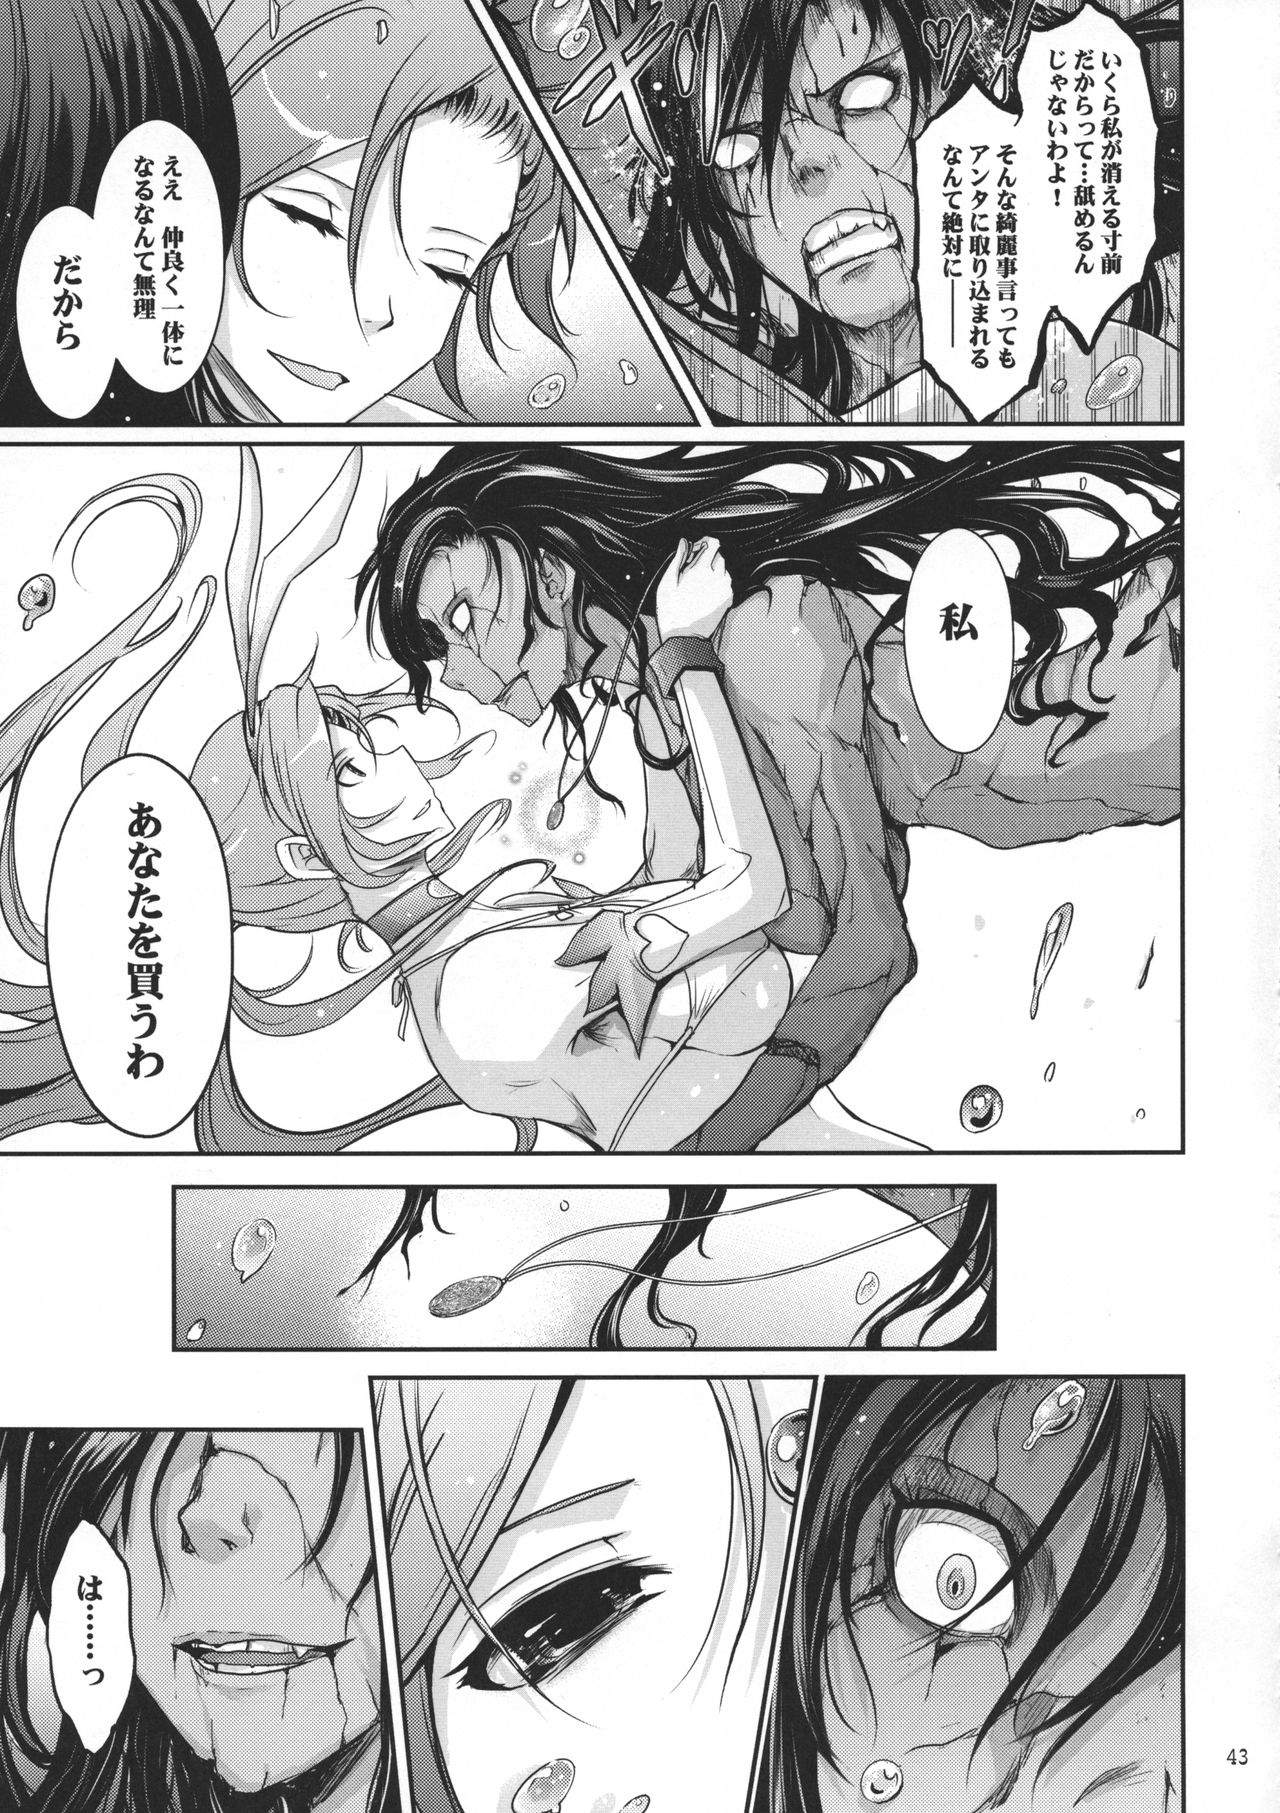 いくら私が消える寸前
だからって…舐めるん
じゃないわよ!
そんな綺麗事言っても
アンタに取り込まれる
なんて絶対に──
ええ 仲良く一体に
なるなんて無理
だから
私
あなたを買うわ
は……っ
43